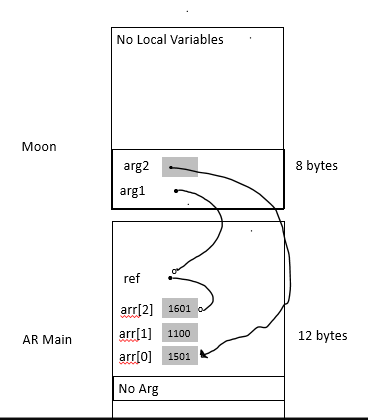 No Local Variables
Moon
arg2
8 bytes
arg1
ref
arr[2] 1601
arr[1] 1100
AR Main
12 bytes
arr[0] 1501
No Arg